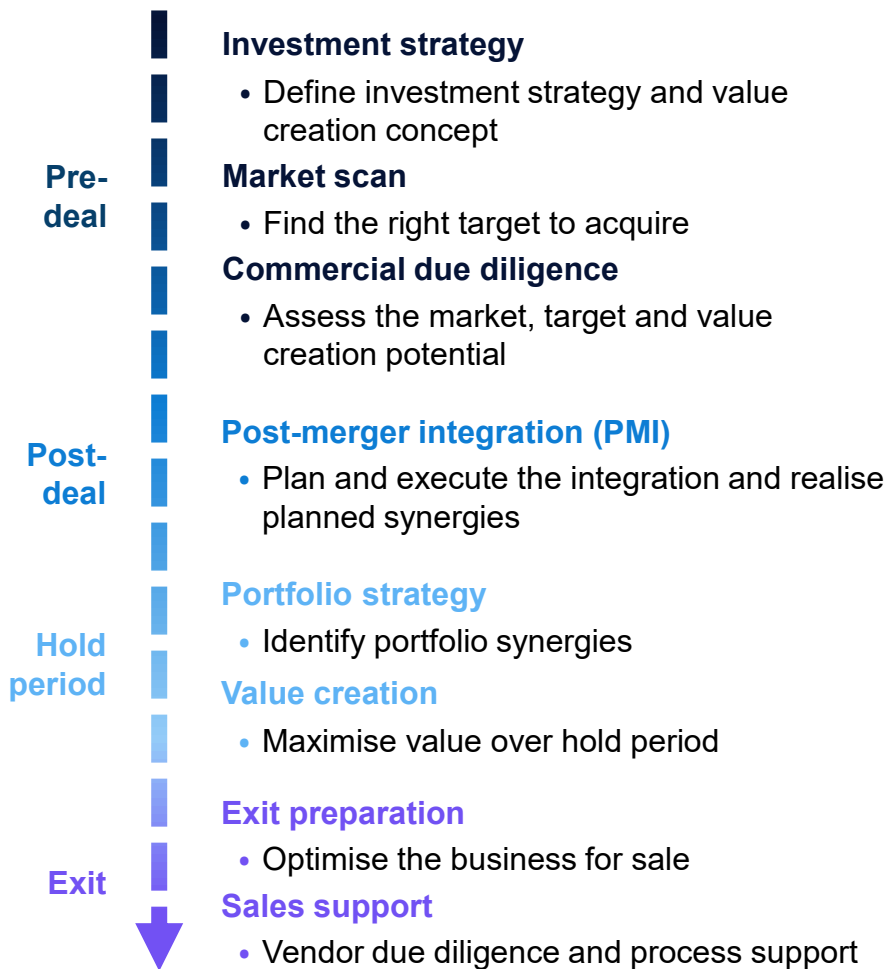 Investment strategy
• Define investment strategy and value
creation concept
Pre-
deal
Market scan
• Find the right target to acquire
Commercial due diligence
• Assess the market, target and value
creation potential
Post-
deal
Post-merger integration (PMI)
• Plan and execute the integration and realise
planned synergies
Hold
period
Portfolio strategy
• Identify portfolio synergies
Value creation
• Maximise value over hold period
Exit
Exit preparation
• Optimise the business for sale
Sales support
• Vendor due diligence and process support